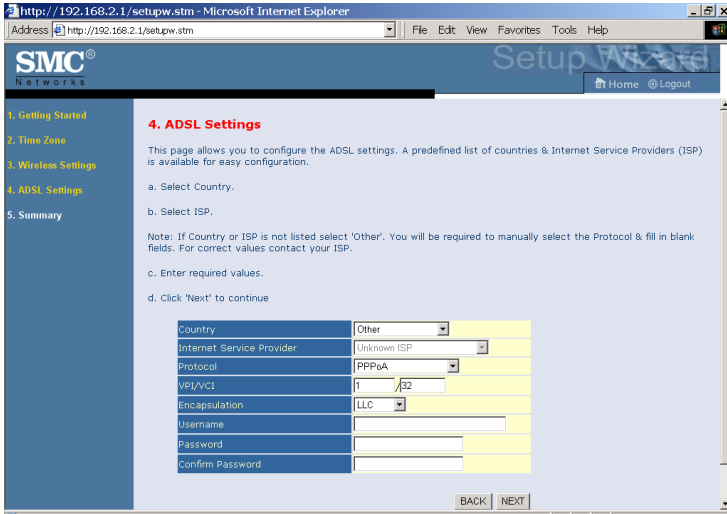 http://192.168.2.1/setupw.stm - Microsoft Internet Explorer
Address http://192.168.2.1/setupw.stm File Edit View Favorites Tools Help
SMC®
Networks
Setup Wizard
Home Logout
1. Getting Started
2. Time Zone
3. Wireless Settings
4. ADSL Settings
5. Summary
4. ADSL Settings
This page allows you to configure the ADSL settings. A predefined list of countries & Internet Service Providers (ISP)
is available for easy configuration.
a. Select Country.
b. Select ISP.
Note: If Country or ISP is not listed select 'Other'. You will be required to manually select the Protocol & fill in blank
fields. For correct values contact your ISP.
c. Enter required values.
d. Click 'Next' to continue
Country Other
Internet Service Provider Unknown ISP
Protocol PPPoA
VPI/VCI 1 /32
Encapsulation LLC
Username
Password
Confirm Password
BACK NEXT